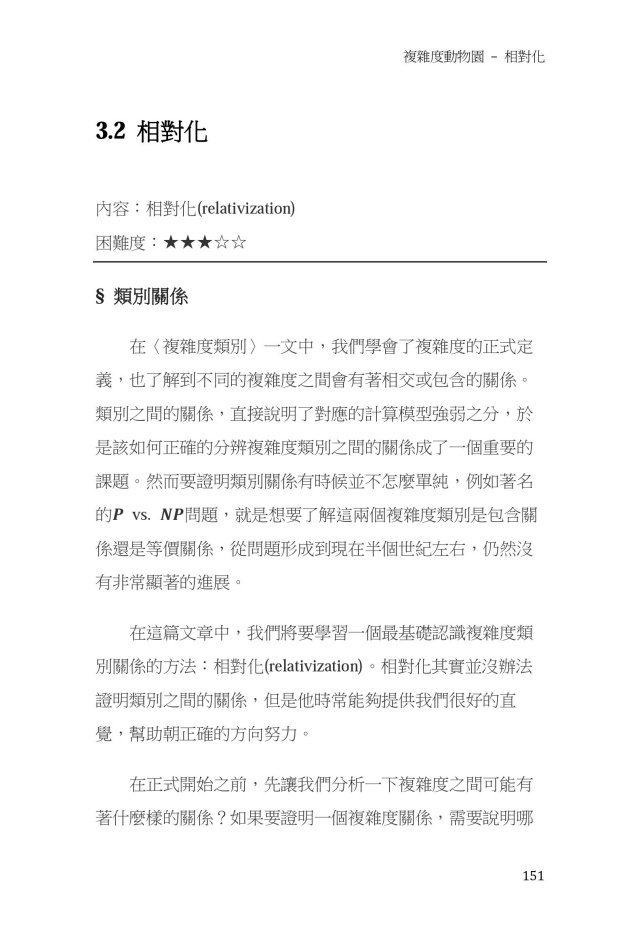 複雜度動物園 – 相對化
3.2 相對化
內容：相對化(relativization)
困難度：★★★☆☆
§ 類別關係
在〈複雜度類別〉一文中，我們學會了複雜度的正式定
義，也了解到不同的複雜度之間會有著相交或包含的關係。
類別之間的關係，直接說明了對應的計算模型強弱之分，於
是該如何正確的分辨複雜度類別之間的關係成了一個重要的
課題。然而要證明類別關係有時候並不怎麼單純，例如著名
的P vs. NP問題，就是想要了解這兩個複雜度類別是包含關
係還是等價關係，從問題形成到現在半個世紀左右，仍然沒
有非常顯著的進展。
在這篇文章中，我們將要學習一個最基礎認識複雜度類
別關係的方法：相對化(relativization)。相對化其實並沒辦法
證明類別之間的關係，但是他時常能夠提供我們很好的直
覺，幫助朝正確的方向努力。
在正式開始之前，先讓我們分析一下複雜度之間可能有
著什麼樣的關係？如果要證明一個複雜度關係，需要說明哪
151